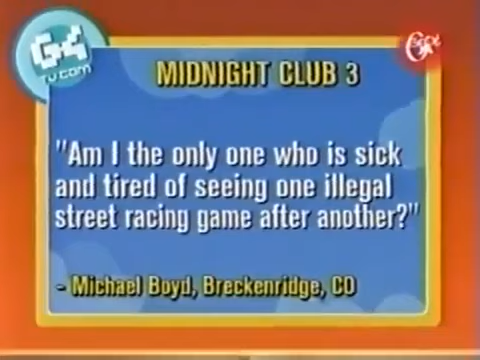 G4
TV.COM
MIDNIGHT CLUB 3
"Am I the only one who is sick
and tired of seeing one illegal
street racing game after another?"
- Michael Boyd, Breckenridge, CO